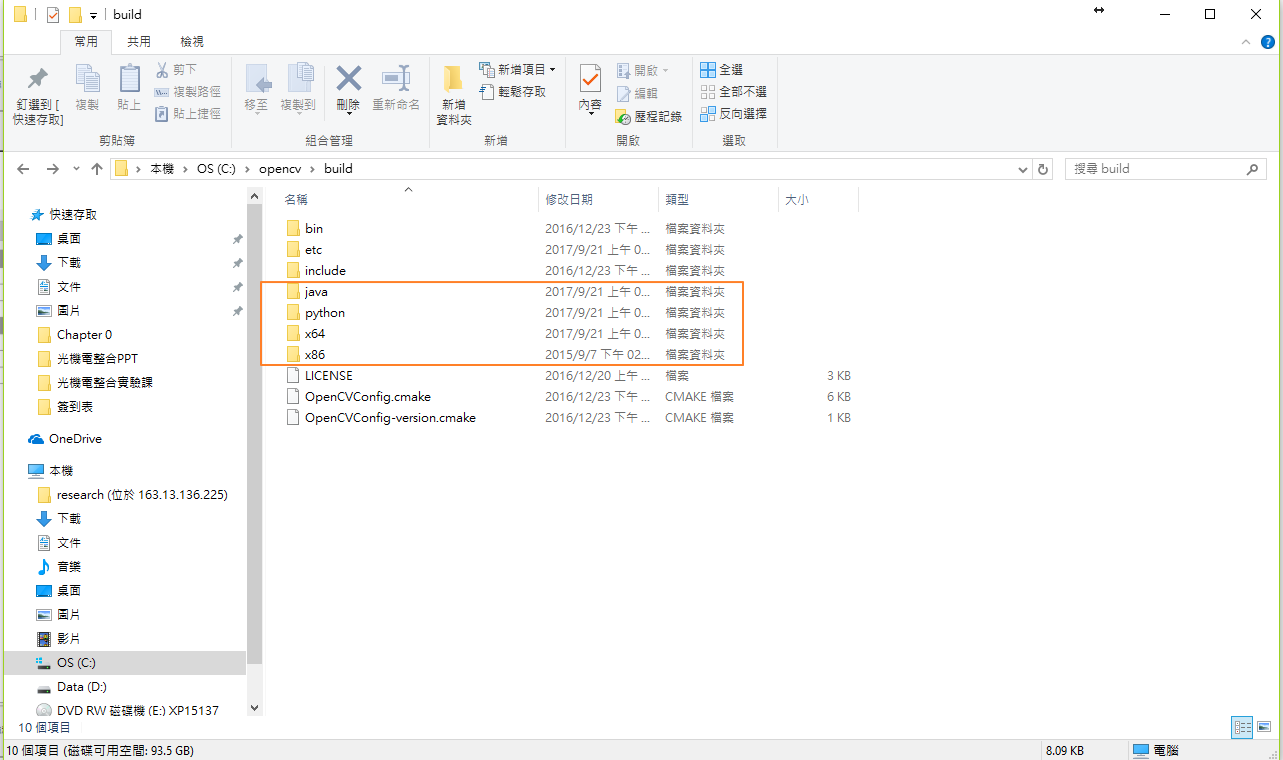 build
常用 共用 檢視
釘選到 [快速存取]
複製
貼上
剪下
複製路徑
貼上捷徑
剪貼簿
移至
複製到
刪除
重新命名
組合管理
新增資料夾
新增項目
輕鬆存取
新增
內容
開啟
編輯
歷程記錄
開啟
全選
全部不選
反向選擇
選取
本機 > OS (C:) > opencv > build
搜尋 build
快速存取
桌面
下載
文件
圖片
Chapter 0
光機電整合PPT
光機電整合實驗課
簽到表
OneDrive
本機
research (位於 163.13.136.225)
下載
文件
音樂
桌面
圖片
影片
OS (C:)
Data (D:)
DVD RW 磁碟機 (E:) XP15137
名稱 修改日期 類型 大小
bin 2016/12/23 下午 ... 檔案資料夾
etc 2017/9/21 上午 0... 檔案資料夾
include 2016/12/23 下午 ... 檔案資料夾
java 2017/9/21 上午 0... 檔案資料夾
python 2017/9/21 上午 0... 檔案資料夾
x64 2017/9/21 上午 0... 檔案資料夾
x86 2015/9/7 下午 02... 檔案資料夾
LICENSE 2016/12/20 上午 ... 檔案 3 KB
OpenCVConfig.cmake 2016/12/23 下午 ... CMAKE 檔案 6 KB
OpenCVConfig-version.cmake 2016/12/23 下午 ... CMAKE 檔案 1 KB
10 個項目
10 個項目 (磁碟可用空間: 93.5 GB) 8.09 KB 電腦